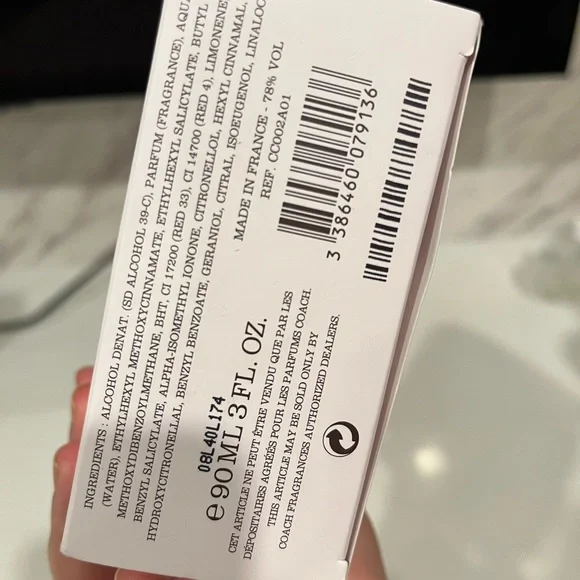 INGREDIENTS : ALCOHOL DENAT. (SD ALCOHOL 39-C), PARFUM (FRAGRANCE),
(WATER), ETHYLHEXYL METHOXYCINNAMATE, ETHYLHEXYL SALICYLATE, BUTYL
METHOXYDIBENZOYLMETHANE, BHT, CI 17200 (RED 33), CI 14700 (RED 4), LIMONENE
BENZYL SALICYLATE, ALPHA-ISOMETHYL IONONE, CITRONELLOL, HEXYL CINNAMAL,
HYDROXYCITRONELLAL, BENZYL BENZOATE, GERANIOL, CITRAL, ISOEUGENOL,
MADE IN FRANCE - 78% VOL
REF. CC002A01
3 386460 079136
08L40L174
℮ 90 ML 3 FL. OZ.
CET ARTICLE NE PEUT ÊTRE VENDU QUE PAR LES
DÉPOSITAIRES AGRÉÉS POUR LES PARFUMS COACH.
THIS ARTICLE MAY BE SOLD ONLY BY
COACH FRAGRANCES AUTHORIZED DEALERS.